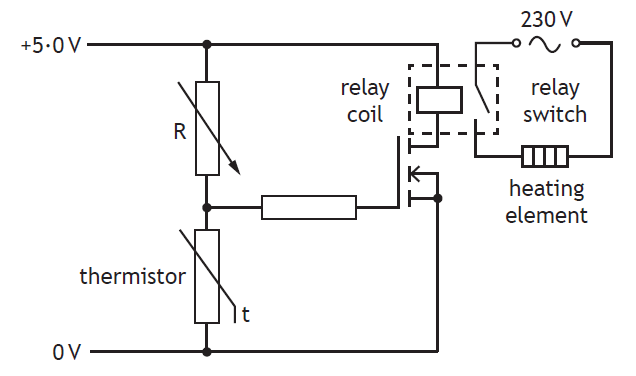 230 V
+5·0 V
relay
coil
relay
switch
R
heating
element
thermistor
t
0 V